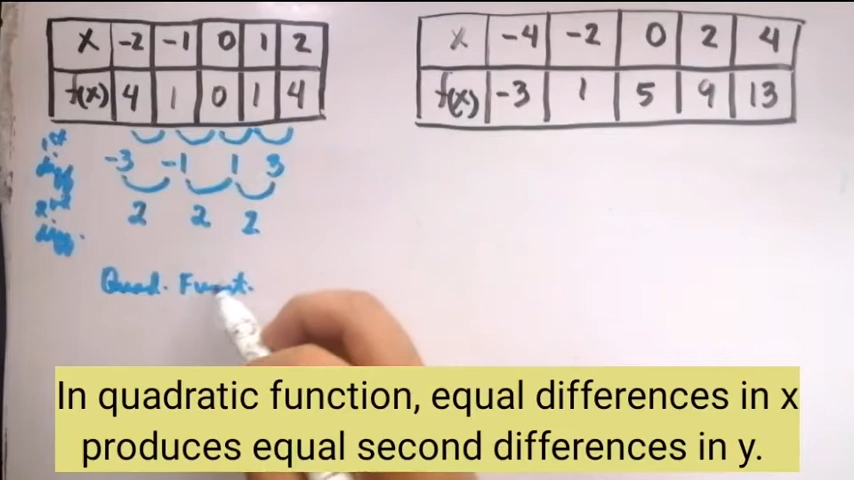 x -2 -1 0 1 2
f(x) 4 1 0 1 4
x -4 -2 0 2 4
f(x) -3 1 5 9 13
1st diff -3 -1 1 3
2nd diff. 2 2 2
Quad. Funct.
In quadratic function, equal differences in x
produces equal second differences in y.